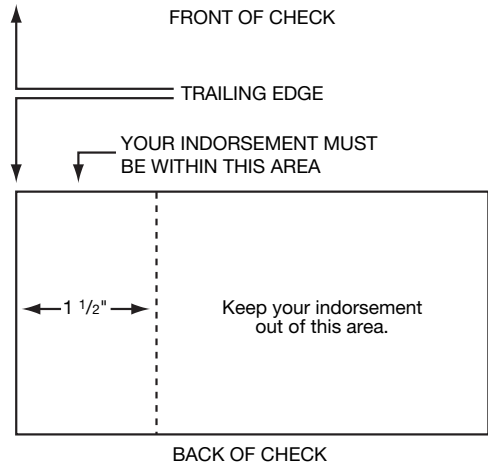 FRONT OF CHECK
TRAILING EDGE
YOUR INDORSEMENT MUST
BE WITHIN THIS AREA
1 1/2"
Keep your indorsement
out of this area.
BACK OF CHECK